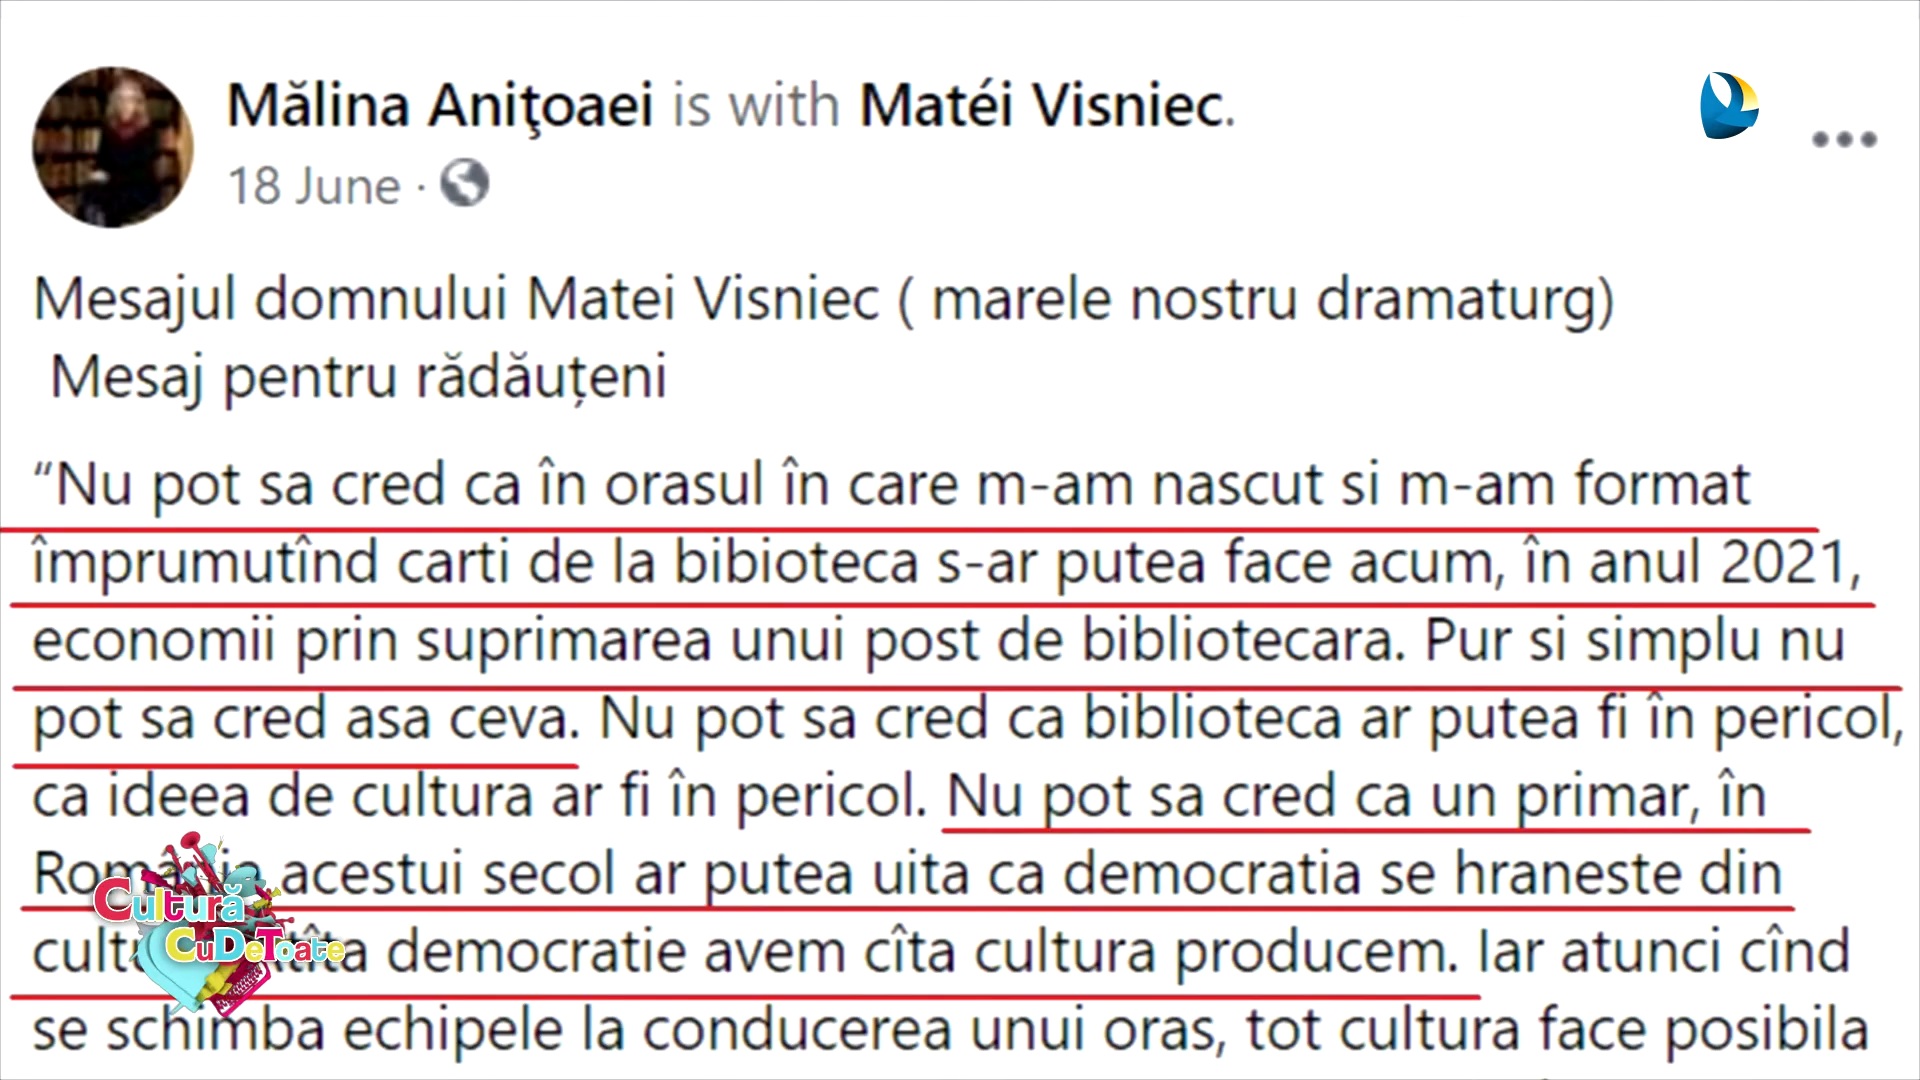 Mălina Aniţoaei is with Matéi Visniec.
18 June ·
Mesajul domnului Matei Visniec ( marele nostru dramaturg)
Mesaj pentru rădăuțeni
“Nu pot sa cred ca în orasul în care m-am nascut si m-am format
împrumutînd carti de la bibioteca s-ar putea face acum, în anul 2021,
economii prin suprimarea unui post de bibliotecara. Pur si simplu nu
pot sa cred asa ceva. Nu pot sa cred ca biblioteca ar putea fi în pericol,
ca ideea de cultura ar fi în pericol. Nu pot sa cred ca un primar, în
România acestui secol ar putea uita ca democratia se hraneste din
democratie avem cîta cultura producem. Iar atunci cînd
se schimba echipele la conducerea unui oras, tot cultura face posibila
Cultură
CuDeToate